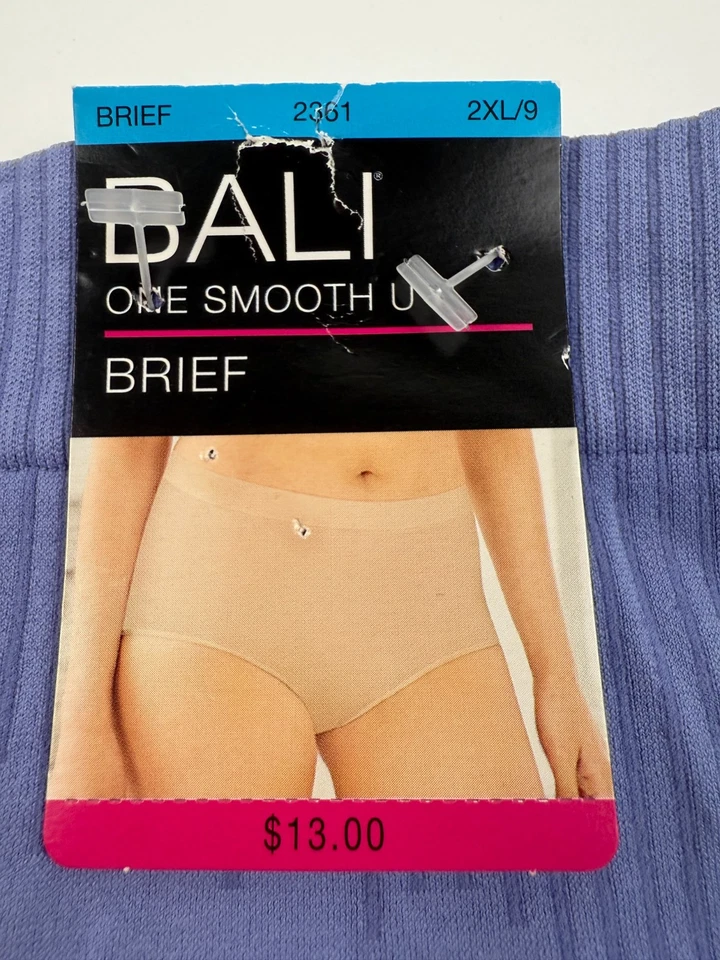 BRIEF 2361 2XL/9
BALI®
ONE SMOOTH U
BRIEF
$13.00